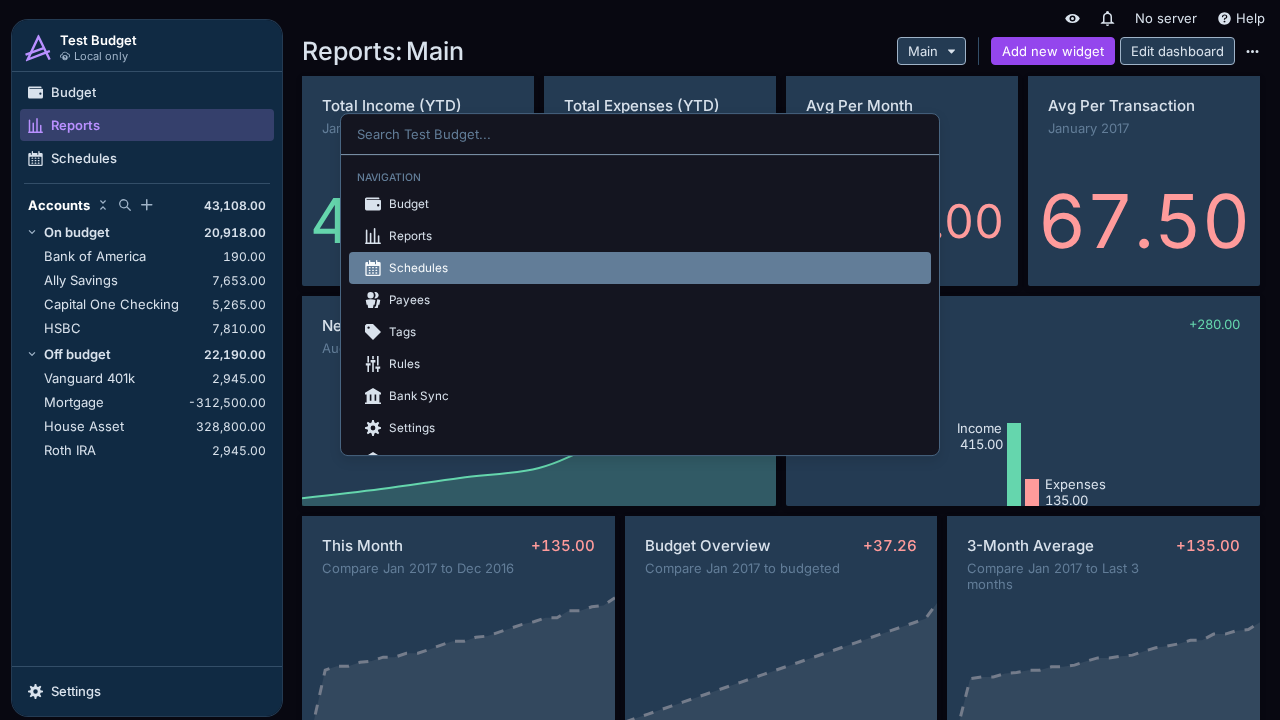 Test Budget
Local only
Budget
Reports
Schedules
Accounts 43,108.00
On budget 20,918.00
Bank of America 190.00
Ally Savings 7,653.00
Capital One Checking 5,265.00
HSBC 7,810.00
Off budget 22,190.00
Vanguard 401k 2,945.00
Mortgage -312,500.00
House Asset 328,800.00
Roth IRA 2,945.00
Settings
No server
Help
Reports: Main
Main
Add new widget
Edit dashboard
Total Income (YTD)
Total Expenses (YTD)
Avg Per Month
Avg Per Transaction
January 2017
67.50
Search Test Budget...
NAVIGATION
Budget
Reports
Schedules
Payees
Tags
Rules
Bank Sync
Settings
+280.00
Income
415.00
Expenses
135.00
This Month +135.00
Compare Jan 2017 to Dec 2016
Budget Overview +37.26
Compare Jan 2017 to budgeted
3-Month Average +135.00
Compare Jan 2017 to Last 3
months